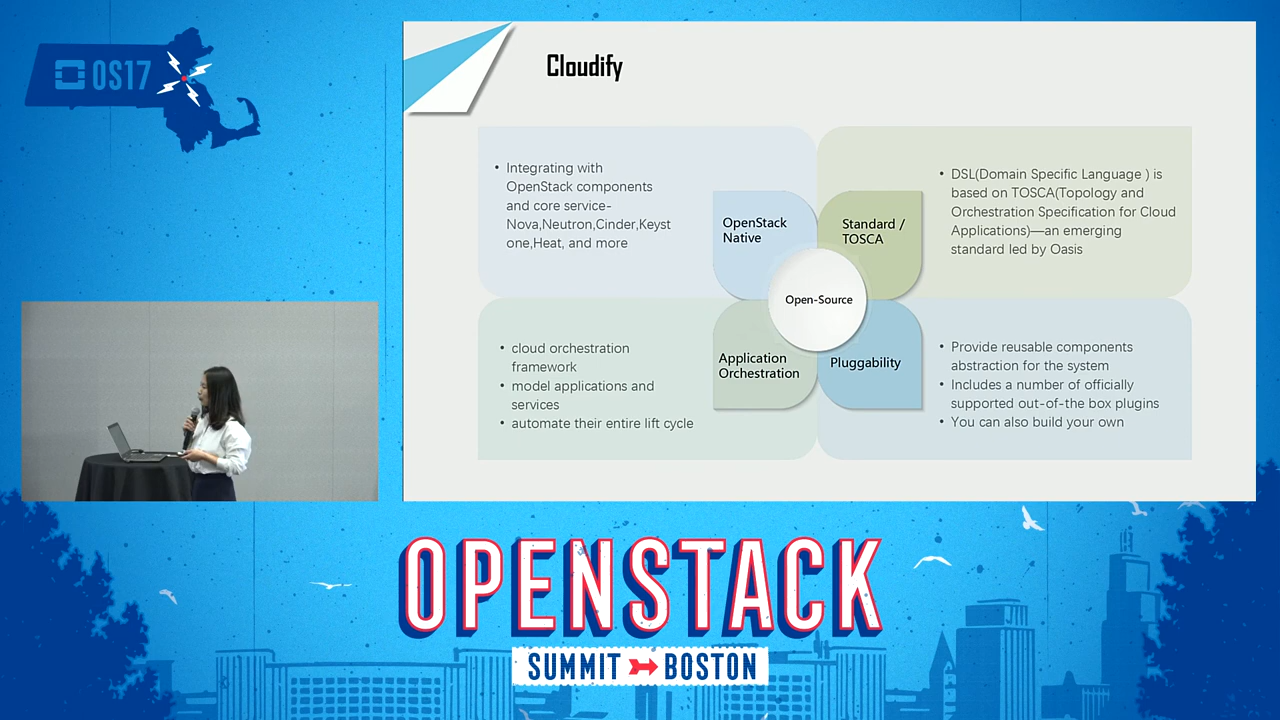 OS17
Cloudify
• Integrating with
OpenStack components
and core service-
Nova,Neutron,Cinder,Keyst
one,Heat, and more
OpenStack
Native
Standard /
TOSCA
• DSL(Domain Specific Language ) is
based on TOSCA(Topology and
Orchestration Specification for Cloud
Applications)—an emerging
standard led by Oasis
Open-Source
• cloud orchestration
framework
• model applications and
services
• automate their entire lift cycle
Application
Orchestration
Pluggability
• Provide reusable components
abstraction for the system
• Includes a number of officially
supported out-of-the box plugins
• You can also build your own
OPENSTACK
SUMMIT BOSTON